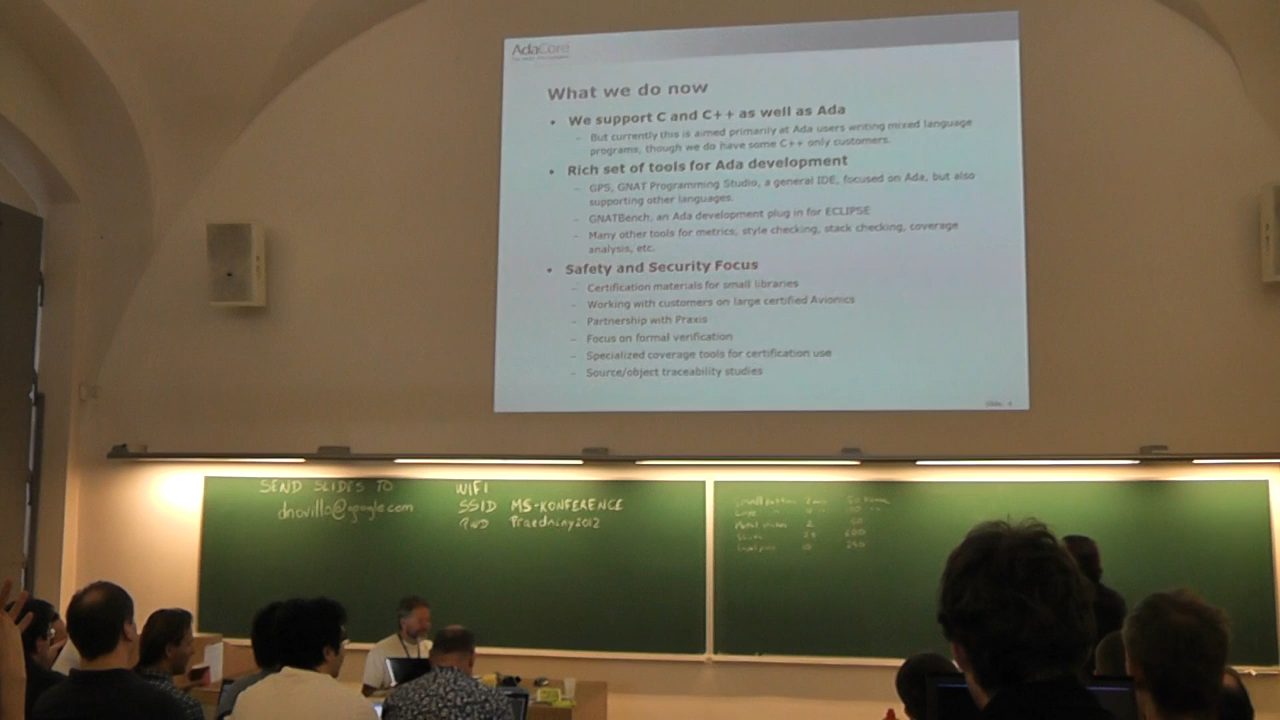 AdaCore
What we do now
• We support C and C++ as well as Ada
– But currently this is aimed primarily at Ada users writing mixed language
programs, though we do have some C++ only customers.
• Rich set of tools for Ada development
– GPS, GNAT Programming Studio, a general IDE, focused on Ada, but also
supporting other languages.
– GNATBench, an Ada development plug in for ECLIPSE
– Many other tools for metrics, style checking, stack checking, coverage
analysis, etc.
• Safety and Security Focus
– Certification materials for small libraries
– Working with customers on large certified Avionics
– Partnership with Praxis
– Focus on formal verification
– Specialized coverage tools for certification use
– Source/object traceability studies
Slide: 4
SEND SLIDES TO
dnovillo@google.com
WIFI
SSID MS-KONFERENCE
PWD Praedniny2012
Small
Large
2